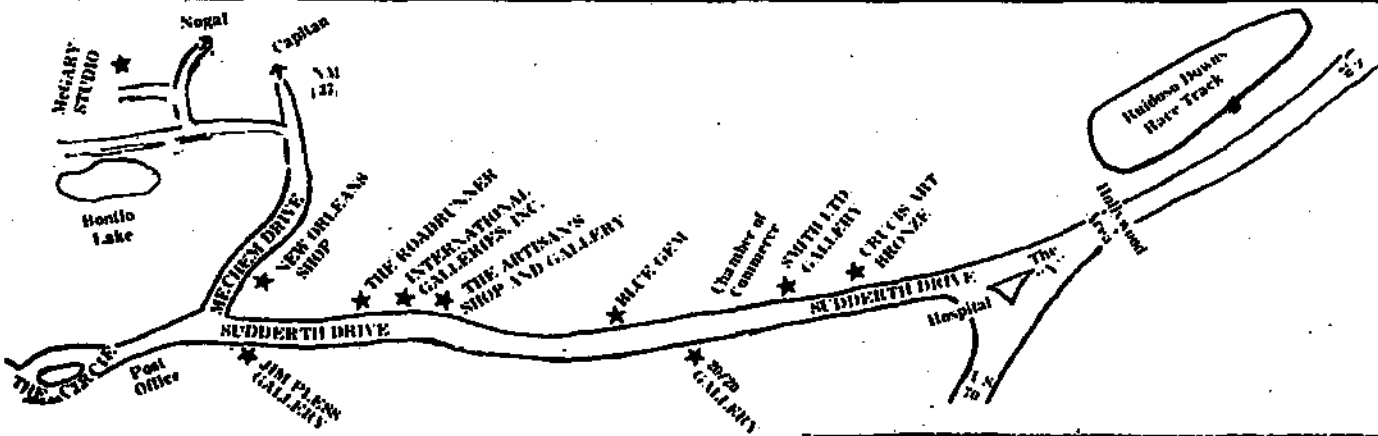 Nogal
Capitan
McGARY
STUDIO
Bonito
Lake
MECHEM DRIVE
NEW ORLEANS
SHOP
THE ROADRUNNER
INTERNATIONAL
GALLERIES, INC.
THE ARTISAN'S
SHOP AND GALLERY
BLUE GEM
Chamber of
Commerce
SMITH LTD
GALLERY
CRUCIS ART
BRONZE
Ruidoso Downs
Race Track
Hollywood
Area
The
"Y"
Hospital
SUDDERTH DRIVE
SUDDERTH DRIVE
THE CIRCLE
Post
Office
JIM PLESS
GALLERY
20/20
GALLERY
70